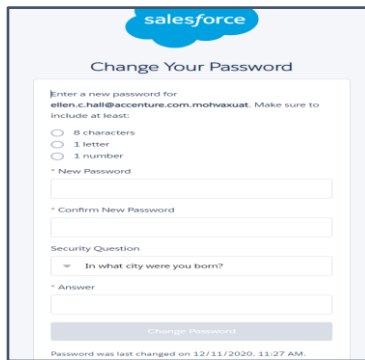 salesforce
Change Your Password
Enter a new password for
ellen.c.hall@accenture.com.mohvaxuat. Make sure to
include at least:
8 characters
1 letter
1 number
* New Password
* Confirm New Password
Security Question
In what city were you born?
* Answer
Change Password
Password was last changed on 12/11/2020, 11:27 AM.